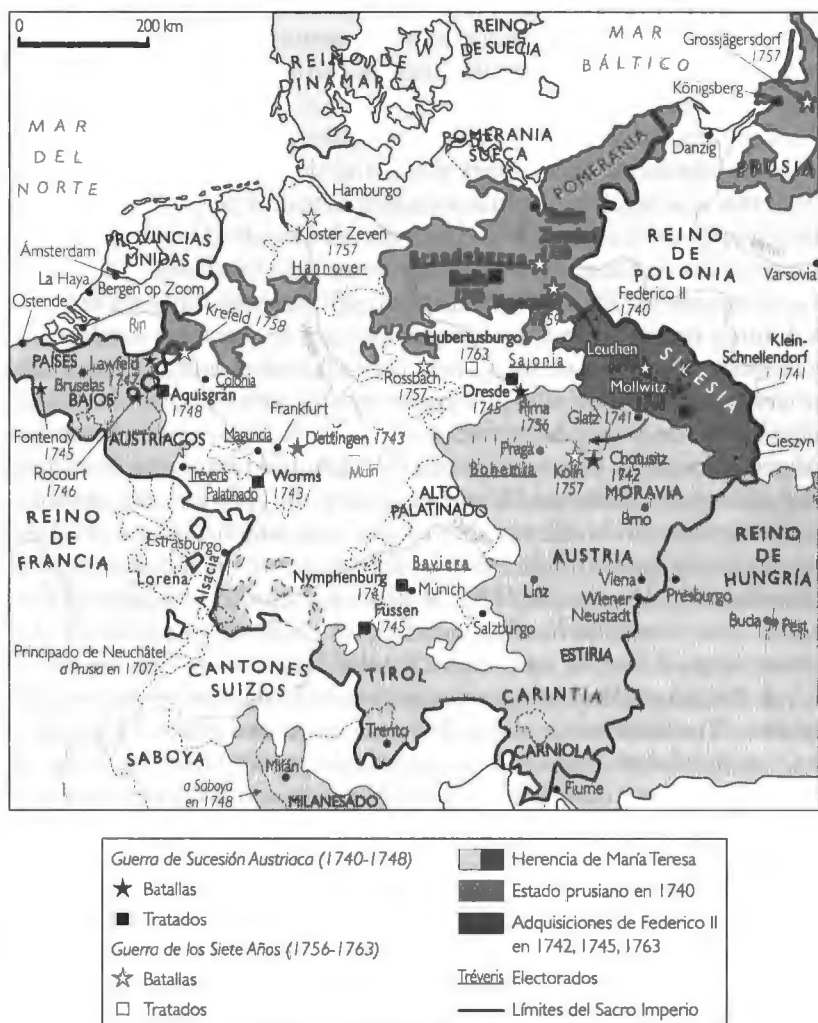 0 200 km
REINO DE SUECIA
MAR BÁLTICO
Grossjägersdorf
1757
REINO DE DINAMARCA
Königsberg
MAR DEL NORTE
POMERANIA SUECA
POMERANIA
Danzig
PRUSIA
Hamburgo
PROVINCIAS UNIDAS
Kloster Zeven
1757
Hannover
REINO DE POLONIA
Ámsterdam
La Haya
Bergen op Zoom
Varsovia
Ostende
Rin
Krefeld 1758
Federico II
1740
PAÍSES BAJOS AUSTRIACOS
Lawfeld
1747
Bruselas
Hubertusburgo
1763
Sajonia
Leuthen
SILESIA
Klein-Schnellendorf
1741
Mollwitz
Colonia
Aquisgrán
1748
Rossbach
1757
Dresde
1745
Pirna
1756
Glatz 1741
Fontenoy
1745
Rocourt
1746
Frankfurt
Maguncia
Dettingen 1743
Praga
Bohemia
Kolin
1757
Chotusitz
1742
Cieszyn
Tréveris
Palatinado
Worms
1743
Main
ALTO PALATINADO
MORAVIA
Brno
REINO DE FRANCIA
Estrasburgo
Lorena
Alsacia
Baviera
Nymphenburg
1741
Múnich
AUSTRIA
Linz
Viena
Wiener Neustadt
Presburgo
REINO DE HUNGRÍA
Füssen
1745
Salzburgo
Buda
Pest
Principado de Neuchâtel
a Prusia en 1707
CANTONES SUIZOS
TIROL
ESTIRIA
CARINTIA
SABOYA
Trento
CARNIOLA
Milán
a Saboya
en 1748
MILANESADO
Fiume
Guerra de Sucesión Austriaca (1740-1748)
Batallas
Tratados
Guerra de los Siete Años (1756-1763)
Batallas
Tratados
Herencia de María Teresa
Estado prusiano en 1740
Adquisiciones de Federico II
en 1742, 1745, 1763
Tréveris Electorados
Límites del Sacro Imperio